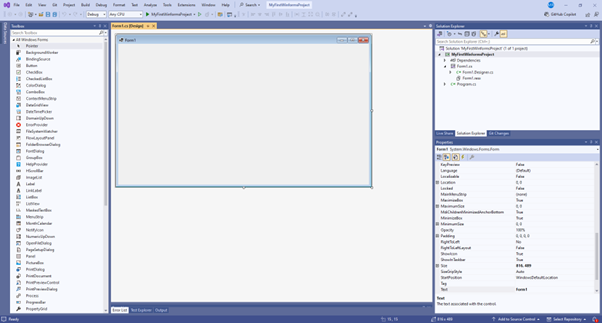 File Edit View Git Project Build Debug Format Test Analyze Tools Extensions Window Help Search MyFirstWinformsProject
GitHub Copilot
Debug Any CPU MyFirstWinformsProject
Toolbox
Search Toolbox
All Windows Forms
Pointer
BackgroundWorker
BindingSource
Button
CheckBox
CheckedListBox
ColorDialog
ComboBox
ContextMenuStrip
DataGridView
DateTimePicker
DomainUpDown
ErrorProvider
FileSystemWatcher
FlowLayoutPanel
FolderBrowserDialog
FontDialog
GroupBox
HelpProvider
HScrollBar
ImageList
Label
LinkLabel
ListBox
ListView
MaskedTextBox
MenuStrip
MonthCalendar
NotifyIcon
NumericUpDown
OpenFileDialog
PageSetupDialog
Panel
PictureBox
PrintDialog
PrintDocument
PrintPreviewControl
PrintPreviewDialog
Process
ProgressBar
PropertyGrid
Form1.cs [Design]
Form1
Error List Test Explorer Output
15 , 15
816 x 489
Solution Explorer
Search Solution Explorer
Solution 'MyFirstWinformsProject' (1 of 1 project)
MyFirstWinformsProject
Dependencies
Form1.cs
Form1.Designer.cs
Form1.resx
Program.cs
Live Share Solution Explorer Git Changes
Properties
Form1 System.Windows.Forms.Form
KeyPreview False
Language (Default)
Localizable False
Location 0, 0
Locked False
MainMenuStrip (none)
MaximizeBox True
MaximumSize 0, 0
MdiChildrenMinimizedAnchorBottom True
MinimizeBox True
MinimumSize 0, 0
Opacity 100%
Padding 0, 0, 0, 0
RightToLeft No
RightToLeftLayout False
ShowIcon True
ShowInTaskbar True
Size 816, 489
SizeGripStyle Auto
StartPosition WindowsDefaultLocation
Tag
Text Form1
Text
The text associated with the control.
Add to Source Control Select Repository